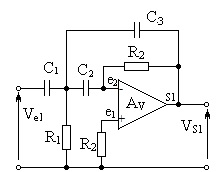 C3
C1 C2 R2
e2 - S1
AV
e1 +
Ve1 R1 R2 VS1